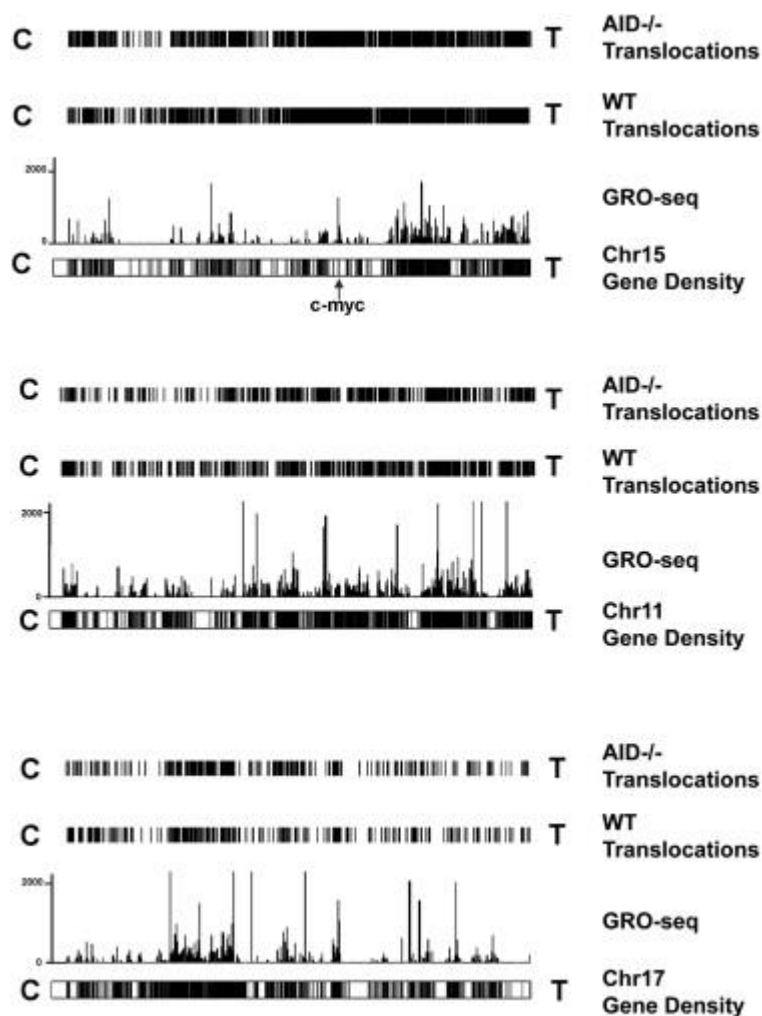 C T AID-/- Translocations
C T WT Translocations
2000
0
GRO-seq
C T Chr15 Gene Density
c-myc
C T AID-/- Translocations
C T WT Translocations
2000
0
GRO-seq
C T Chr11 Gene Density
C T AID-/- Translocations
C T WT Translocations
2000
0
GRO-seq
C T Chr17 Gene Density